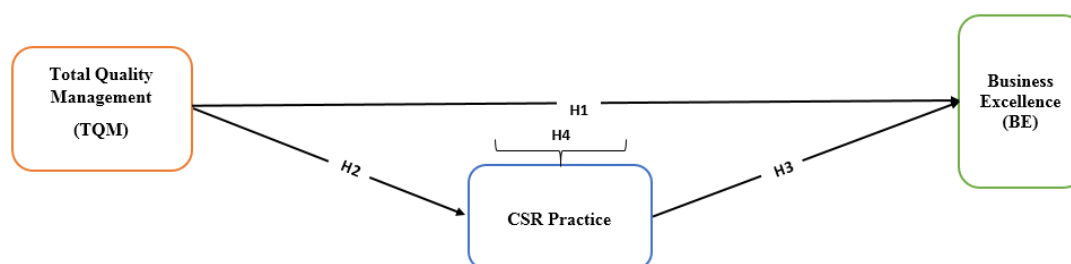 Total Quality
Management
(TQM)
H1
H4
H2
CSR Practice
H3
Business
Excellence
(BE)